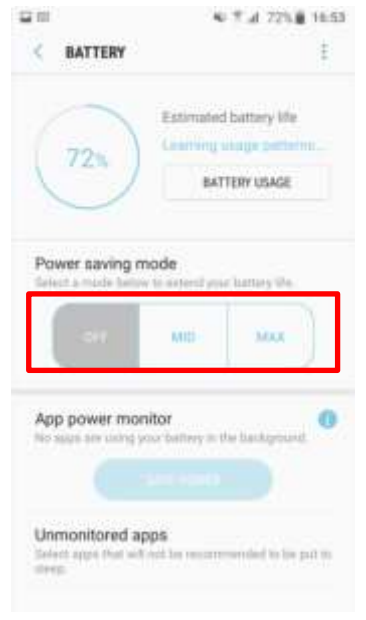 72% 16:53
BATTERY
72%
Estimated battery life
Learning usage patterns...
BATTERY USAGE
Power saving mode
Select a mode below to extend your battery life.
OFF MID MAX
App power monitor
No apps are using your battery in the background.
SAVE POWER
Unmonitored apps
Select apps that will not be recommended to be put to
sleep.